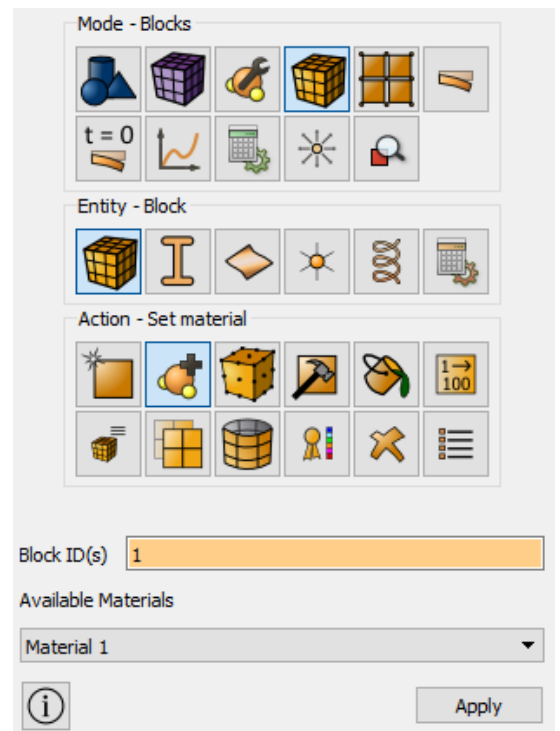 Mode - Blocks
t = 0
Entity - Block
Action - Set material
1→
100
Block ID(s) 1
Available Materials
Material 1
i
Apply